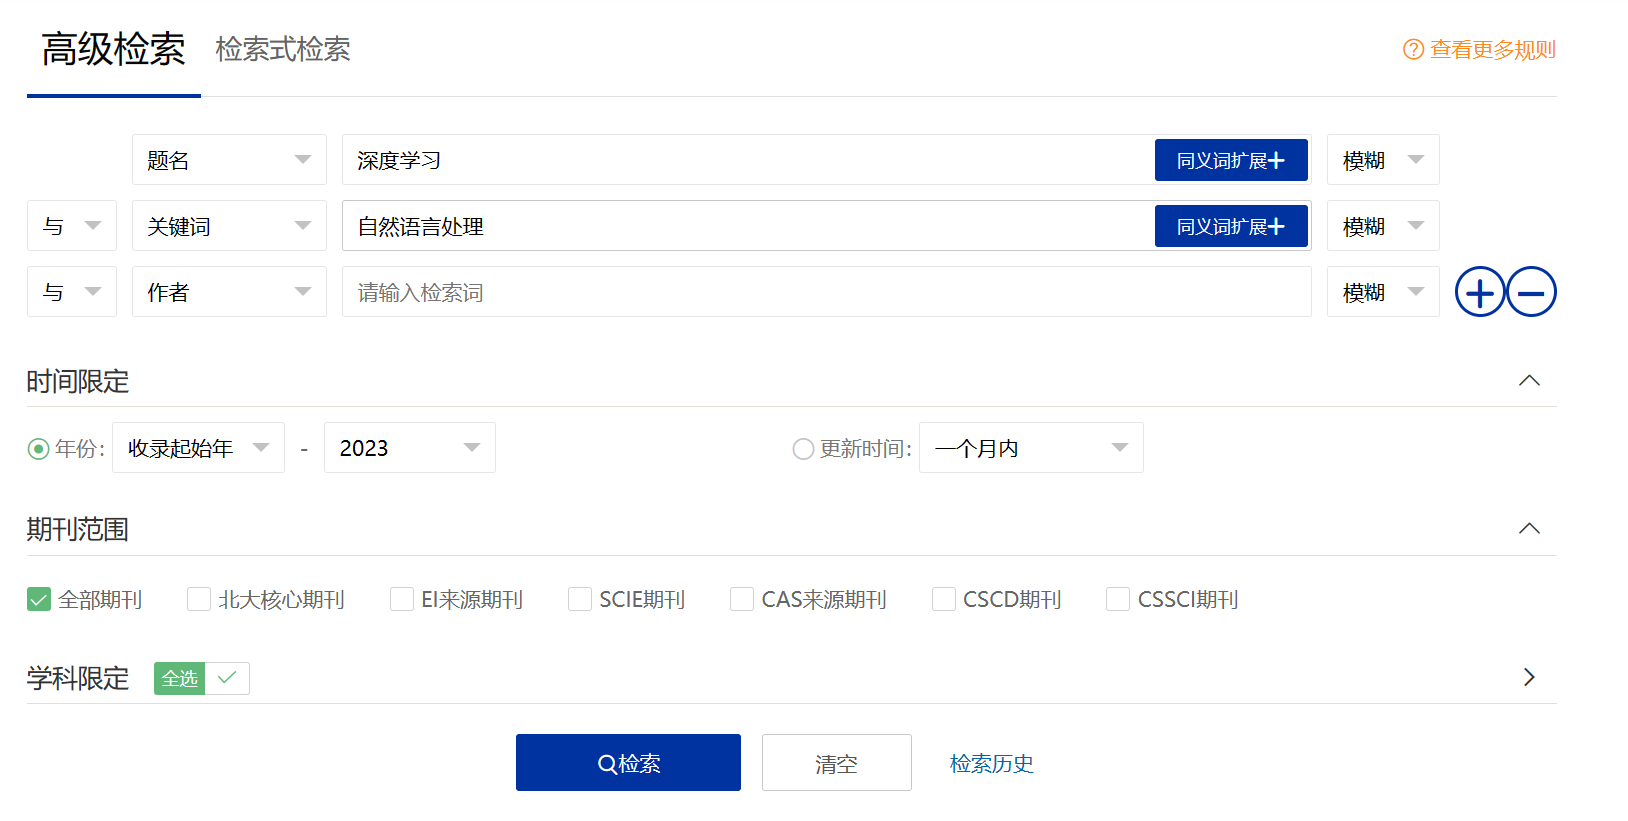 高级检索 检索式检索 ? 查看更多规则
题名 深度学习 同义词扩展+ 模糊
与 关键词 自然语言处理 同义词扩展+ 模糊
与 作者 请输入检索词 模糊
时间限定
年份: 收录起始年 - 2023 更新时间: 一个月内
期刊范围
全部期刊 北大核心期刊 EI来源期刊 SCIE期刊 CAS来源期刊 CSCD期刊 CSSCI期刊
学科限定 全选
检索 清空 检索历史